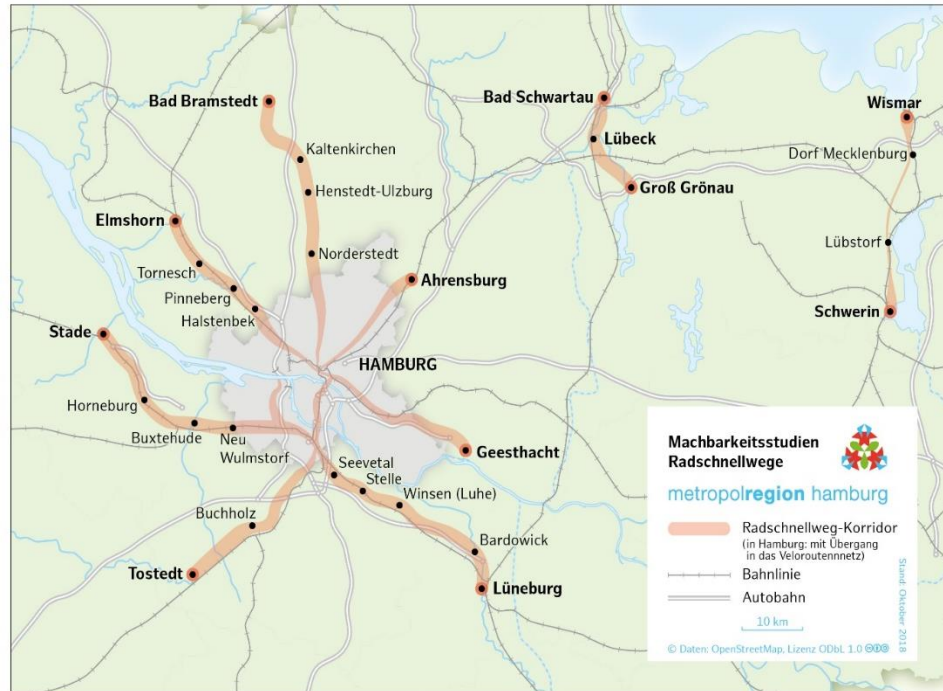 Bad Bramstedt
Bad Schwartau
Wismar
Kaltenkirchen
Lübeck
Dorf Mecklenburg
Henstedt-Ulzburg
Groß Grönau
Elmshorn
Norderstedt
Lübstorf
Tornesch
Ahrensburg
Pinneberg
Halstenbek
Schwerin
Stade
HAMBURG
Horneburg
Buxtehude
Neu
Wulmstorf
Geesthacht
Seevetal
Stelle
Winsen (Luhe)
Buchholz
Bardowick
Tostedt
Lüneburg
Machbarkeitsstudien
Radschnellwege
metropolregion hamburg
Radschnellweg-Korridor
(in Hamburg: mit Übergang
in das Veloroutennnetz)
Bahnlinie
Autobahn
10 km
Stand: Oktober 2018
© Daten: OpenStreetMap, Lizenz ODbL 1.0